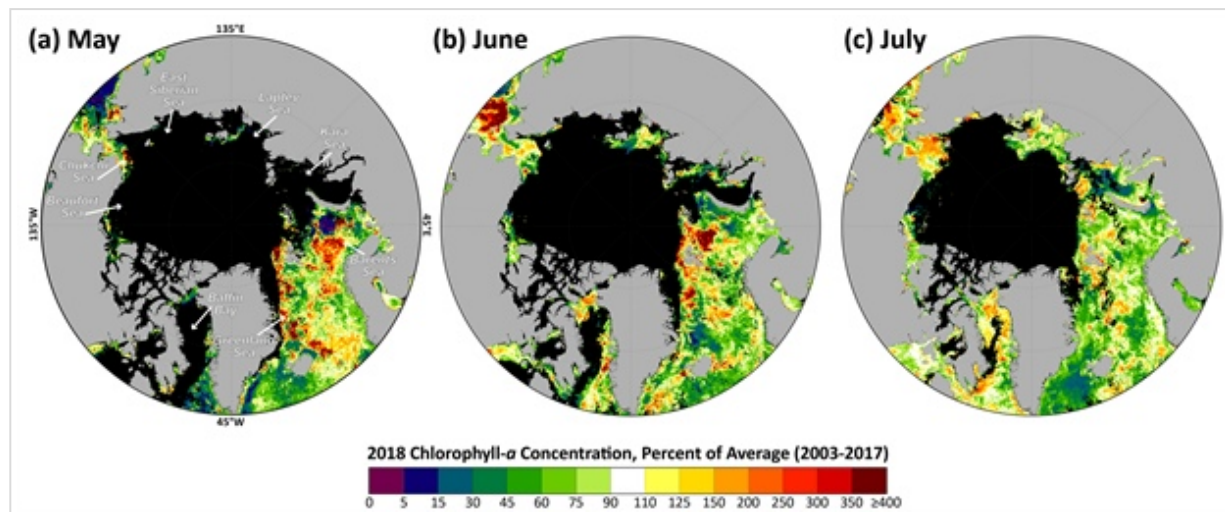 (a) May
(b) June
(c) July
135°E
East
Siberian
Sea
Laptev
Sea
Kara
Sea
Chukchi
Sea
Beaufort
Sea
135°W
45°E
Barents
Sea
Baffin
Bay
Greenland
Sea
45°W
2018 Chlorophyll-a Concentration, Percent of Average (2003-2017)
0 5 15 30 45 60 75 90 110 125 150 200 250 300 350 ≥400